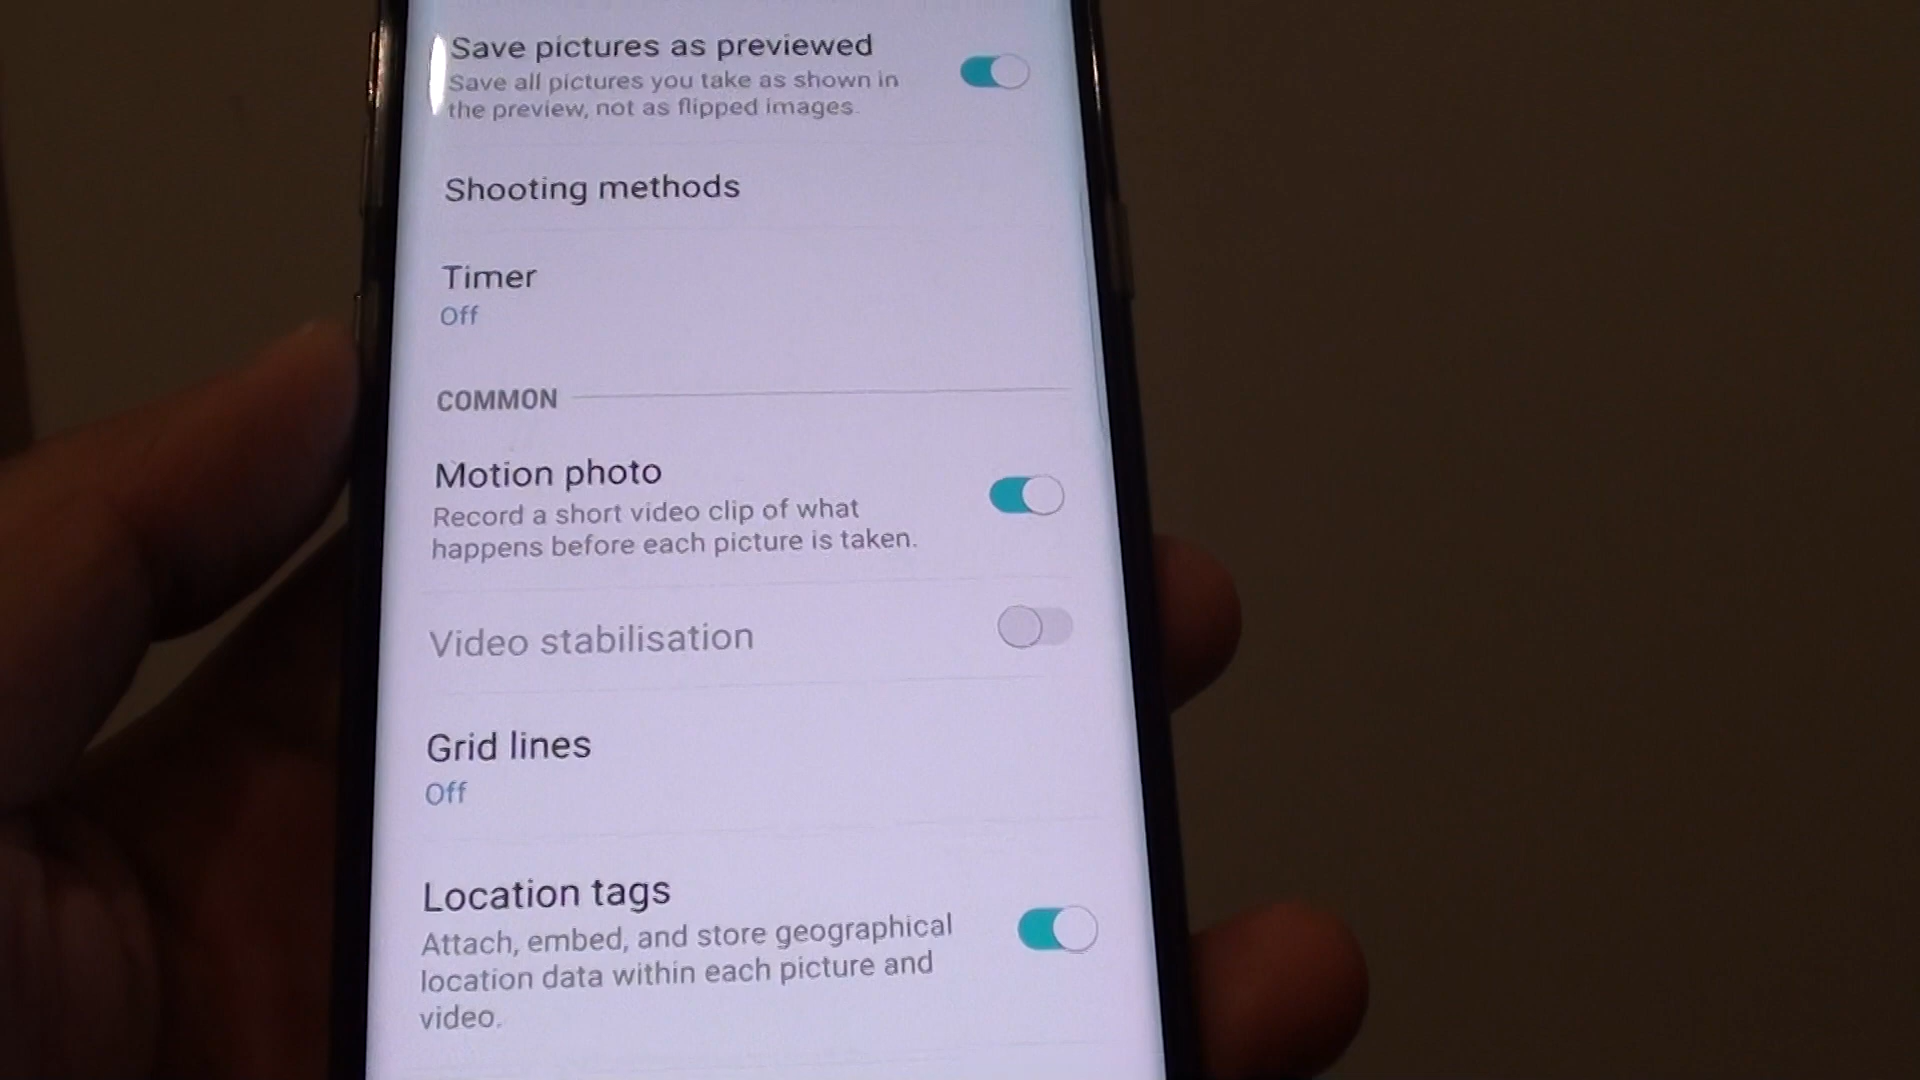 Save pictures as previewed
Save all pictures you take as shown in
the preview, not as flipped images.
Shooting methods
Timer
Off
COMMON
Motion photo
Record a short video clip of what
happens before each picture is taken.
Video stabilisation
Grid lines
Off
Location tags
Attach, embed, and store geographical
location data within each picture and
video.